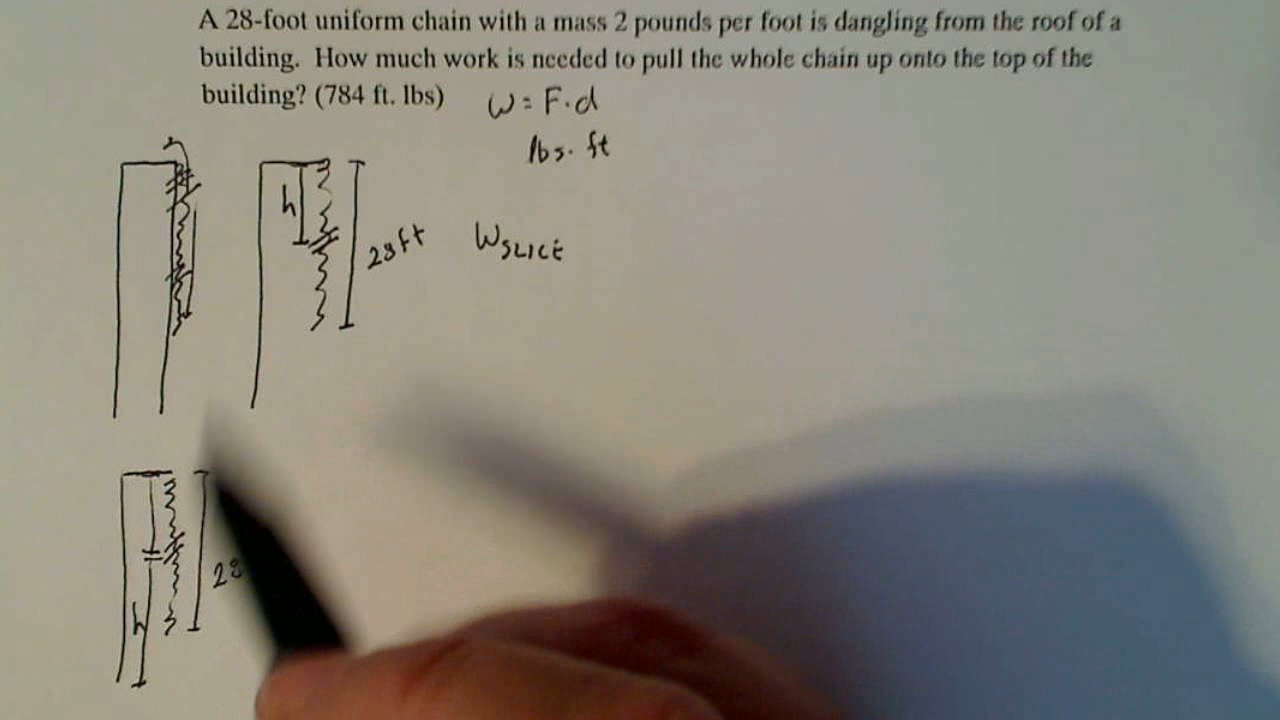 A 28-foot uniform chain with a mass 2 pounds per foot is dangling from the roof of a
building. How much work is needed to pull the whole chain up onto the top of the
building? (784 ft. lbs)
W = F·d
lbs. ft
h
28ft
W SLICE
28
h